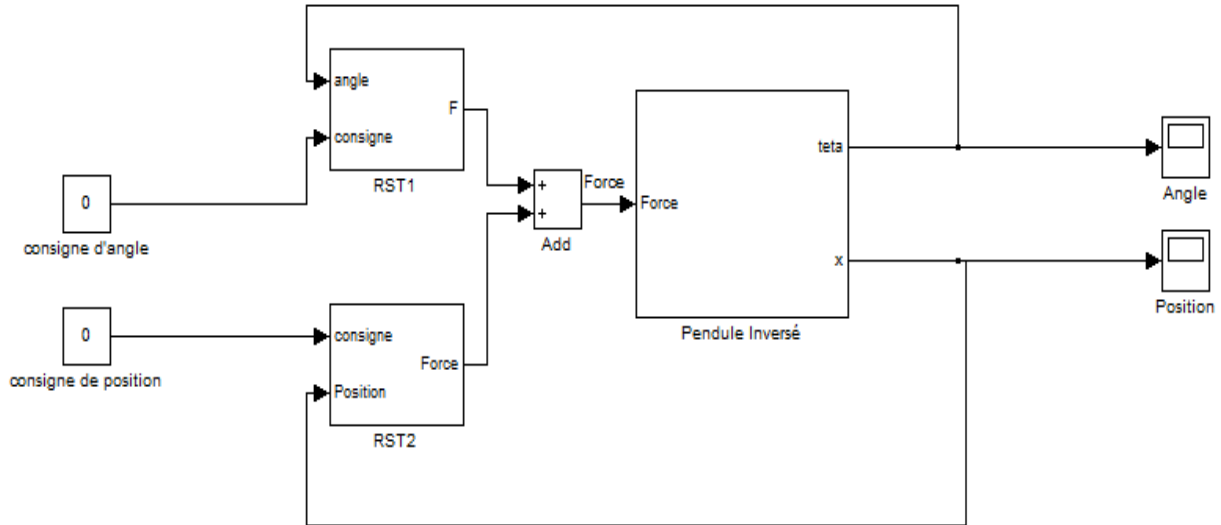 angle
F
consigne
RST1
0
consigne d'angle
+
+
Add
Force
Force
teta
x
Pendule Inversé
Angle
Position
0
consigne de position
consigne
Force
Position
RST2